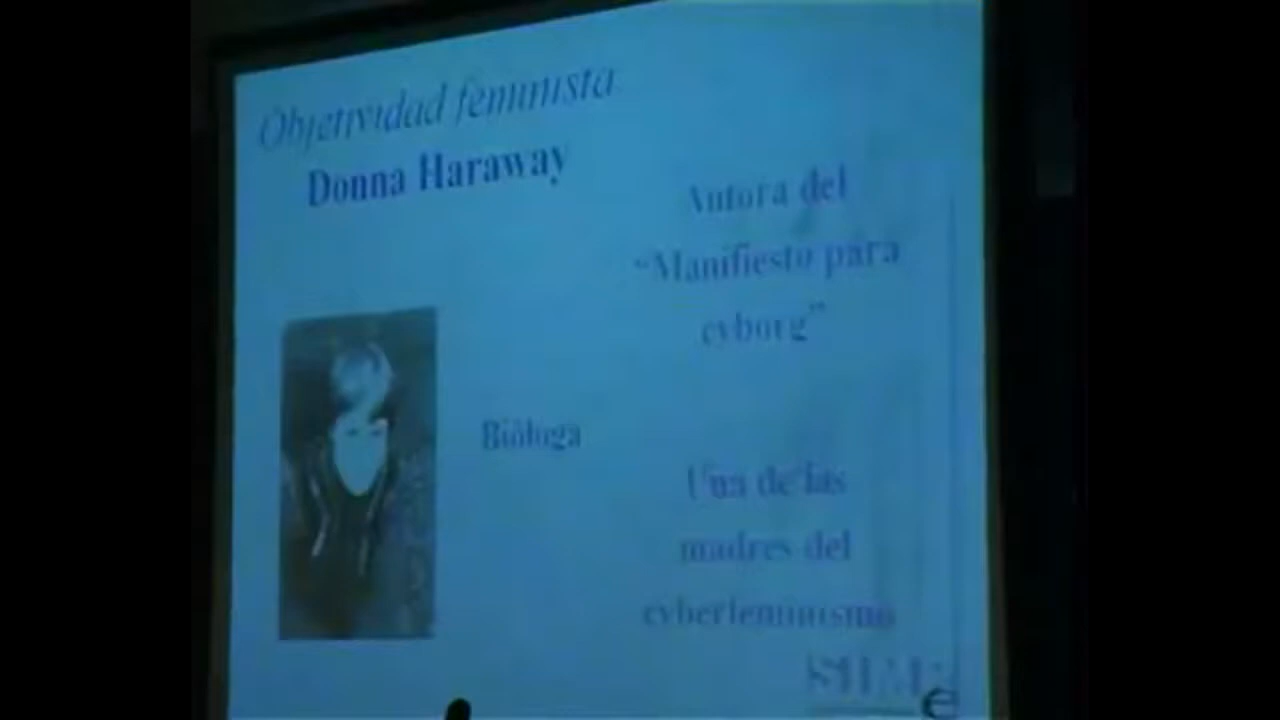 Objetividad feminista
Donna Haraway
Autora del
"Manifiesto para
cyborg"
Bióloga
Una de las
madres del
cyberfeminismo